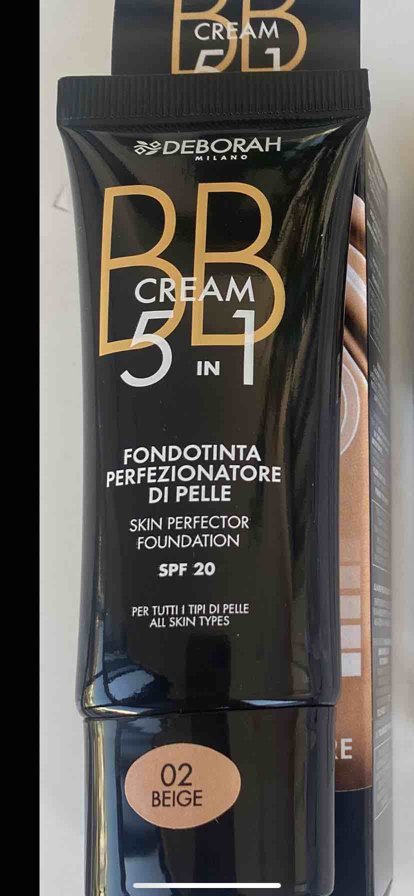 BB
CREAM
5 1
DEBORAH
MILANO
BB
CREAM
5 IN 1
FONDOTINTA
PERFEZIONATORE
DI PELLE
SKIN PERFECTOR
FOUNDATION
SPF 20
PER TUTTI I TIPI DI PELLE
ALL SKIN TYPES
RE
02
BEIGE